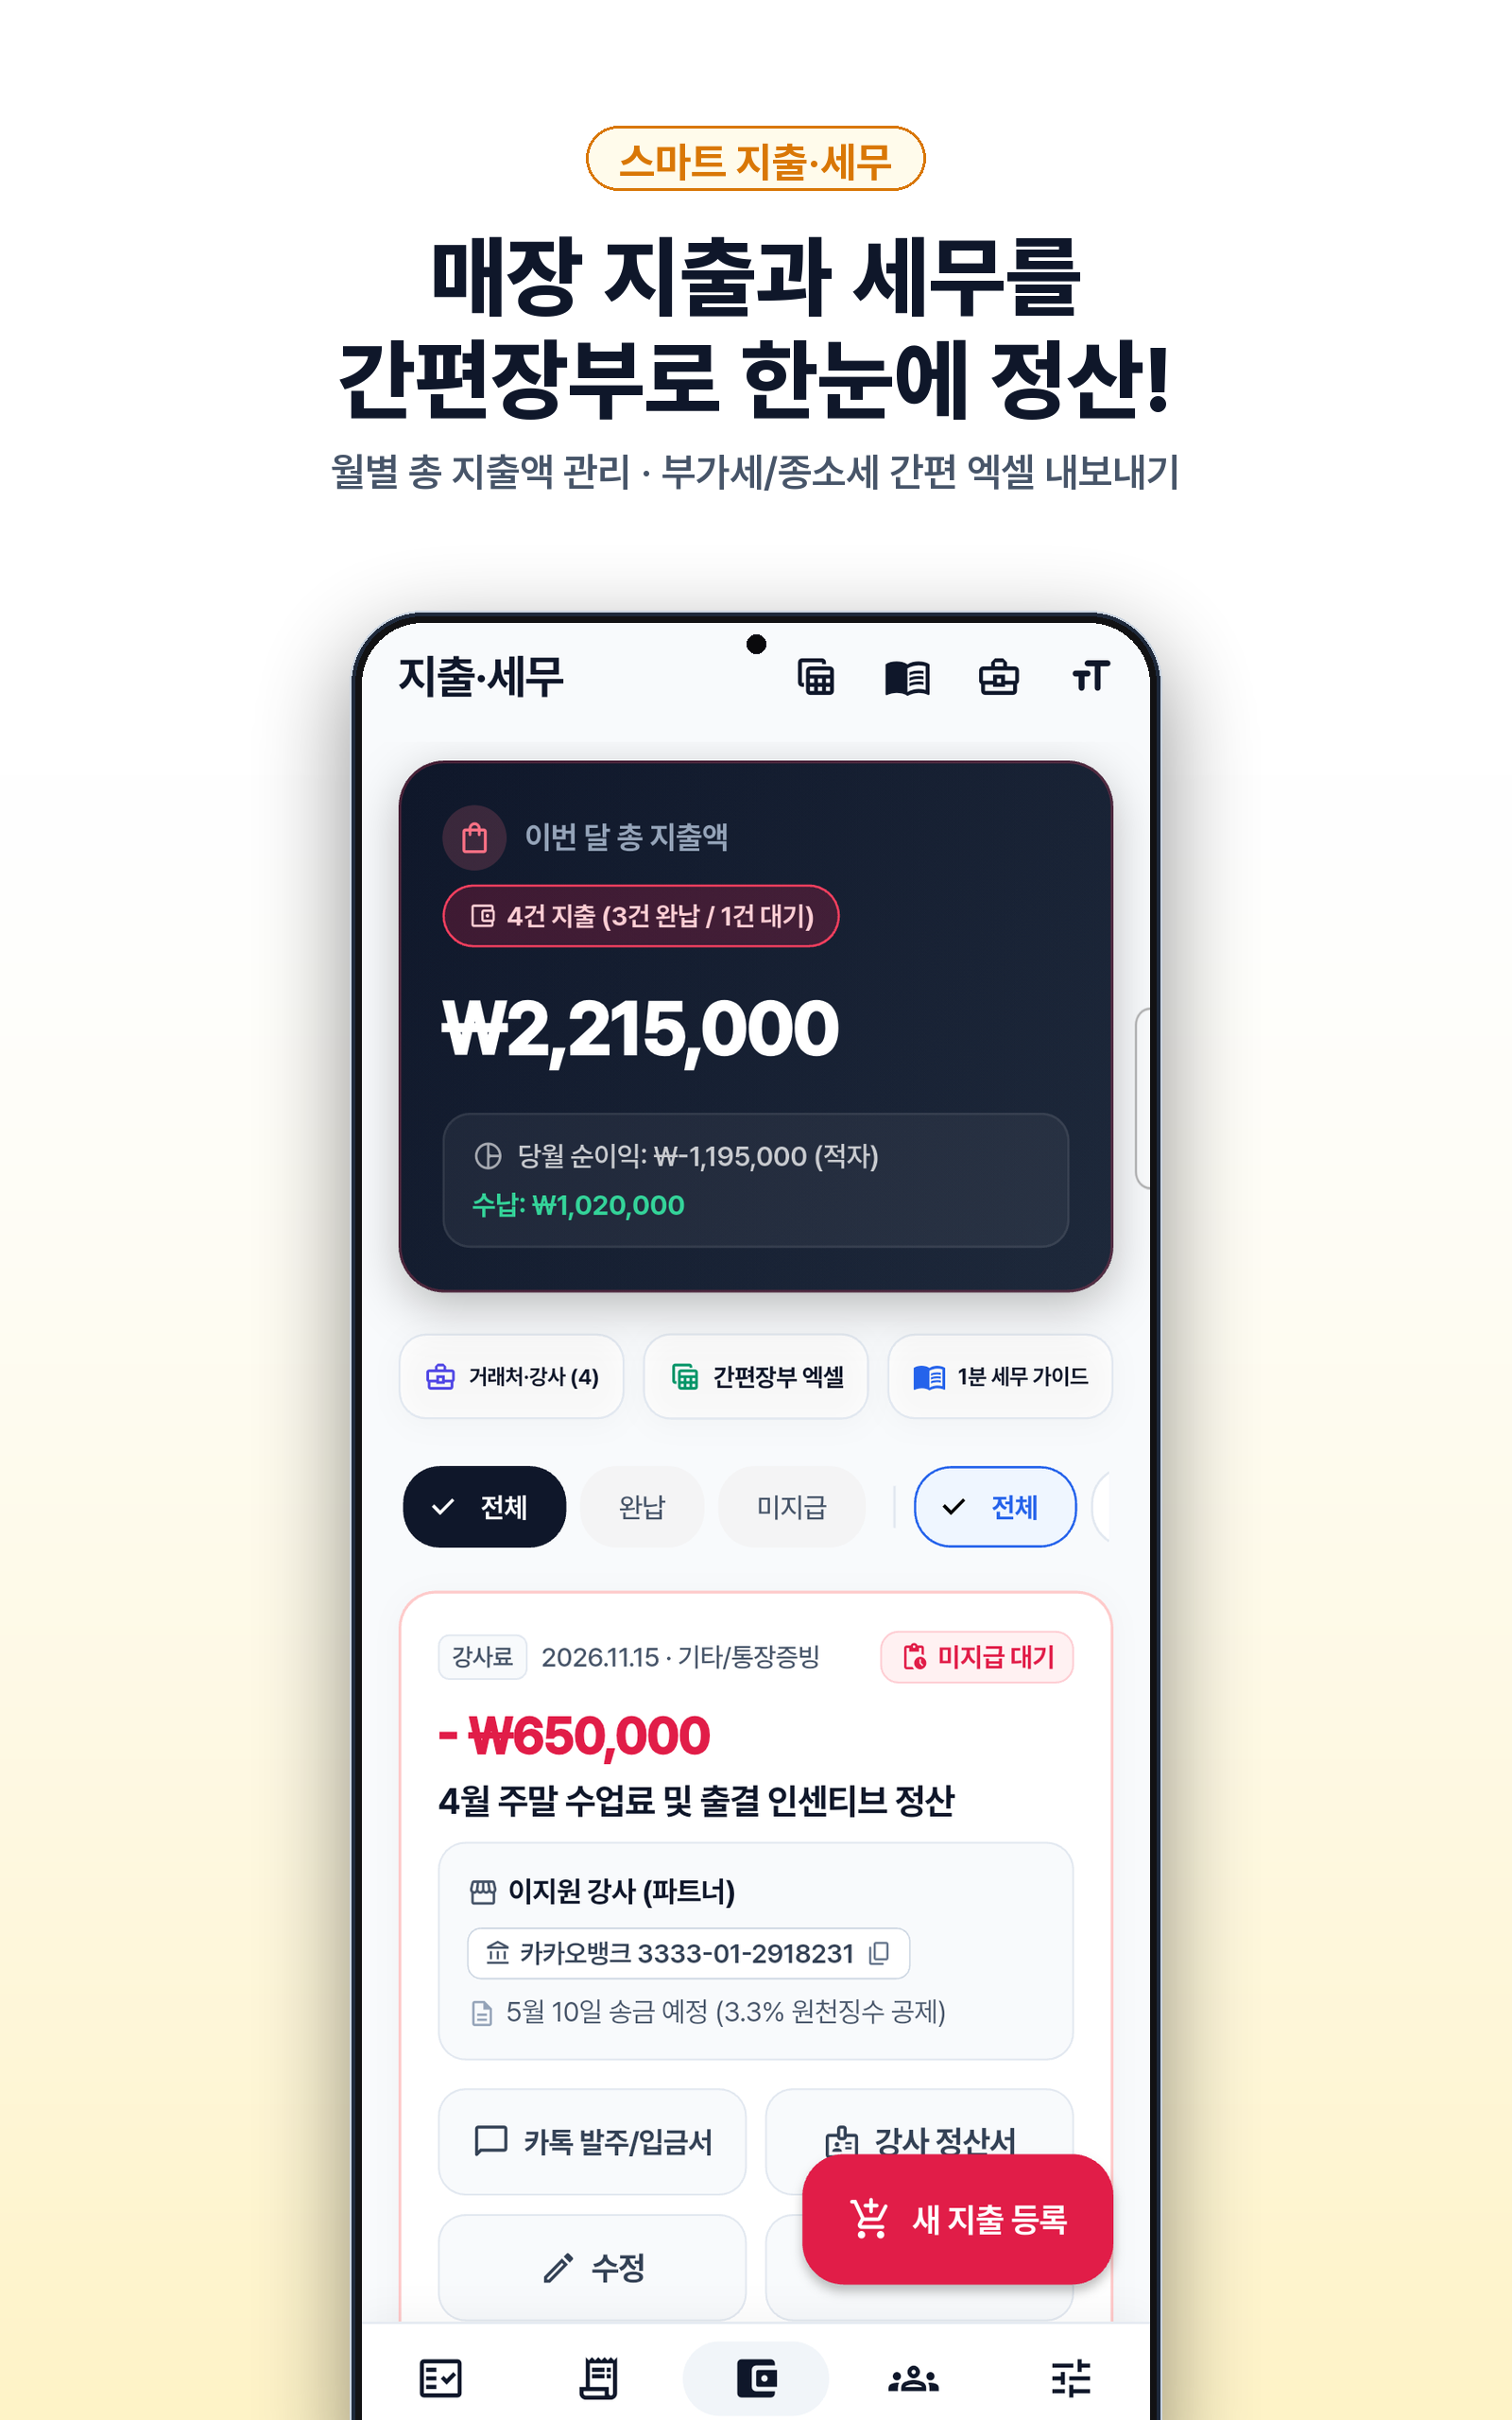 스마트 지출·세무
매장 지출과 세무를
간편장부로 한눈에 정산!
월별 총 지출액 관리 · 부가세/종소세 간편 엑셀 내보내기
지출·세무
이번 달 총 지출액
4건 지출 (3건 완납 / 1건 대기)
₩2,215,000
당월 순이익: ₩-1,195,000 (적자)
수납: ₩1,020,000
거래처·강사 (4)
간편장부 엑셀
1분 세무 가이드
전체
완납
미지급
전체
강사료
2026.11.15 · 기타/통장증빙
미지급 대기
- ₩650,000
4월 주말 수업료 및 출결 인센티브 정산
이지원 강사 (파트너)
카카오뱅크 3333-01-2918231
5월 10일 송금 예정 (3.3% 원천징수 공제)
카톡 발주/입금서
강사 정산서
수정
새 지출 등록